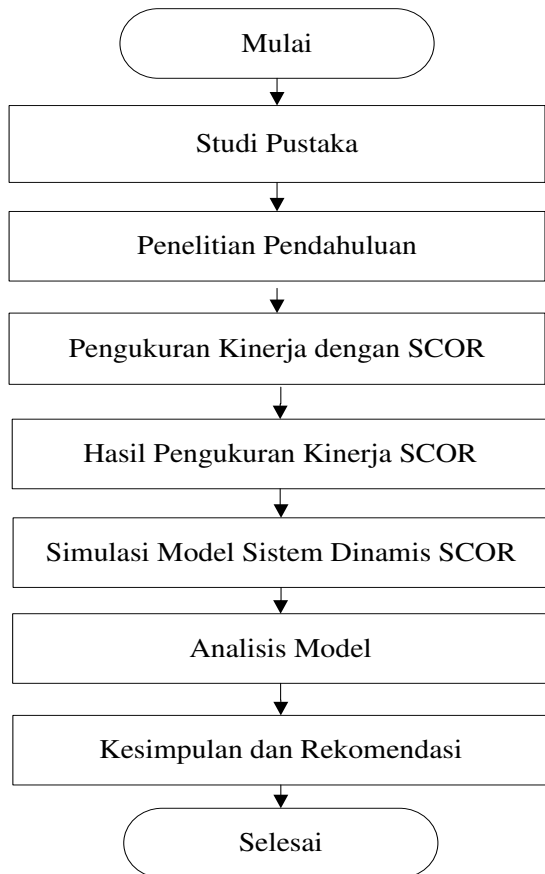 Mulai
Studi Pustaka
Penelitian Pendahuluan
Pengukuran Kinerja dengan SCOR
Hasil Pengukuran Kinerja SCOR
Simulasi Model Sistem Dinamis SCOR
Analisis Model
Kesimpulan dan Rekomendasi
Selesai